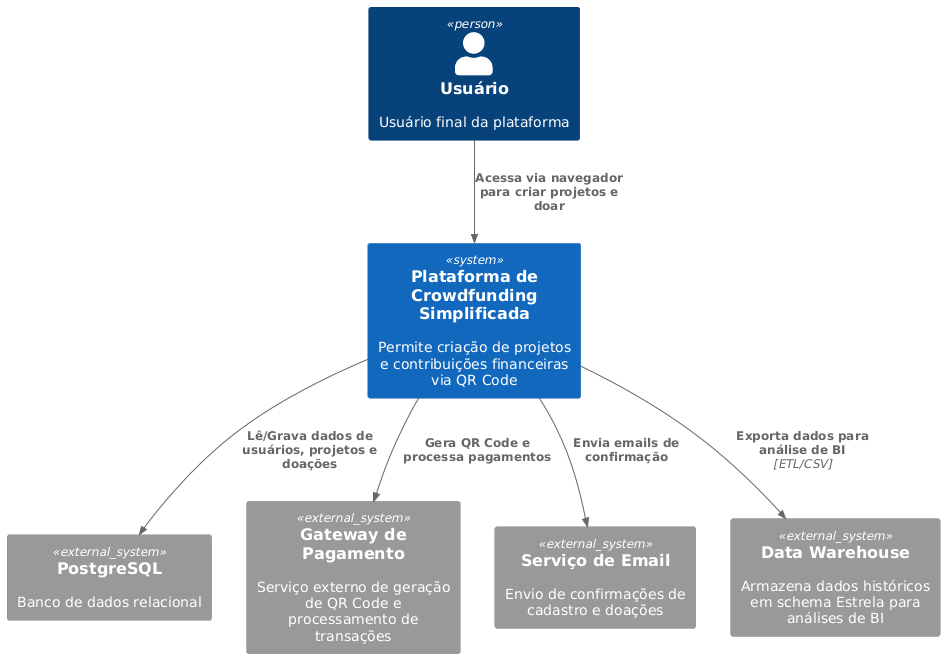 «person»
Usuário
Usuário final da plataforma
Acessa via navegador
para criar projetos e
doar
«system»
Plataforma de
Crowdfunding
Simplificada
Permite criação de projetos
e contribuições financeiras
via QR Code
Lê/Grava dados de
usuários, projetos e
doações
Gera QR Code e
processa pagamentos
Envia emails de
confirmação
Exporta dados para
análise de BI
[ETL/CSV]
«external_system»
PostgreSQL
Banco de dados relacional
«external_system»
Gateway de
Pagamento
Serviço externo de geração
de QR Code e
processamento de
transações
«external_system»
Serviço de Email
Envio de confirmações de
cadastro e doações
«external_system»
Data Warehouse
Armazena dados históricos
em schema Estrela para
análises de BI